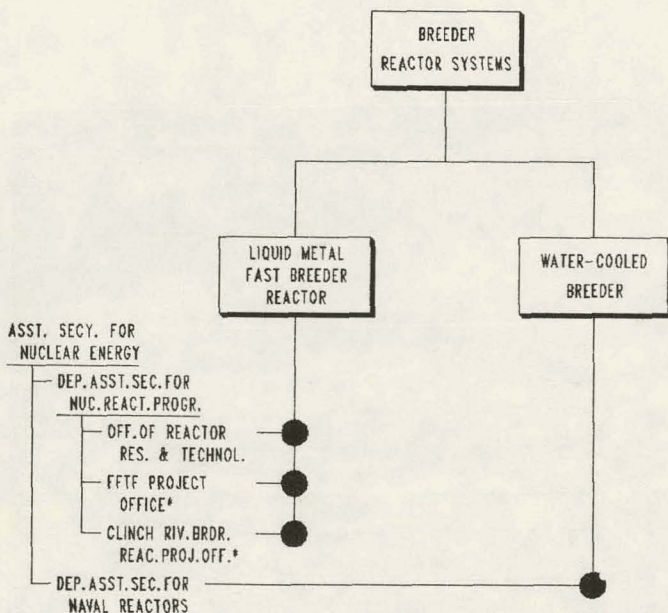 BREEDER
REACTOR SYSTEMS
LIQUID METAL
FAST BREEDER
REACTOR
WATER-COOLED
BREEDER
ASST. SECY. FOR
NUCLEAR ENERGY
DEP.ASST.SEC.FOR
NUC.REACT.PROGR.
OFF.OF REACTOR
RES. & TECHNOL.
FFTF PROJECT
OFFICE*
CLINCH RIV.BRDR.
REAC.PROJ.OFF.*
DEP.ASST.SEC.FOR
NAVAL REACTORS